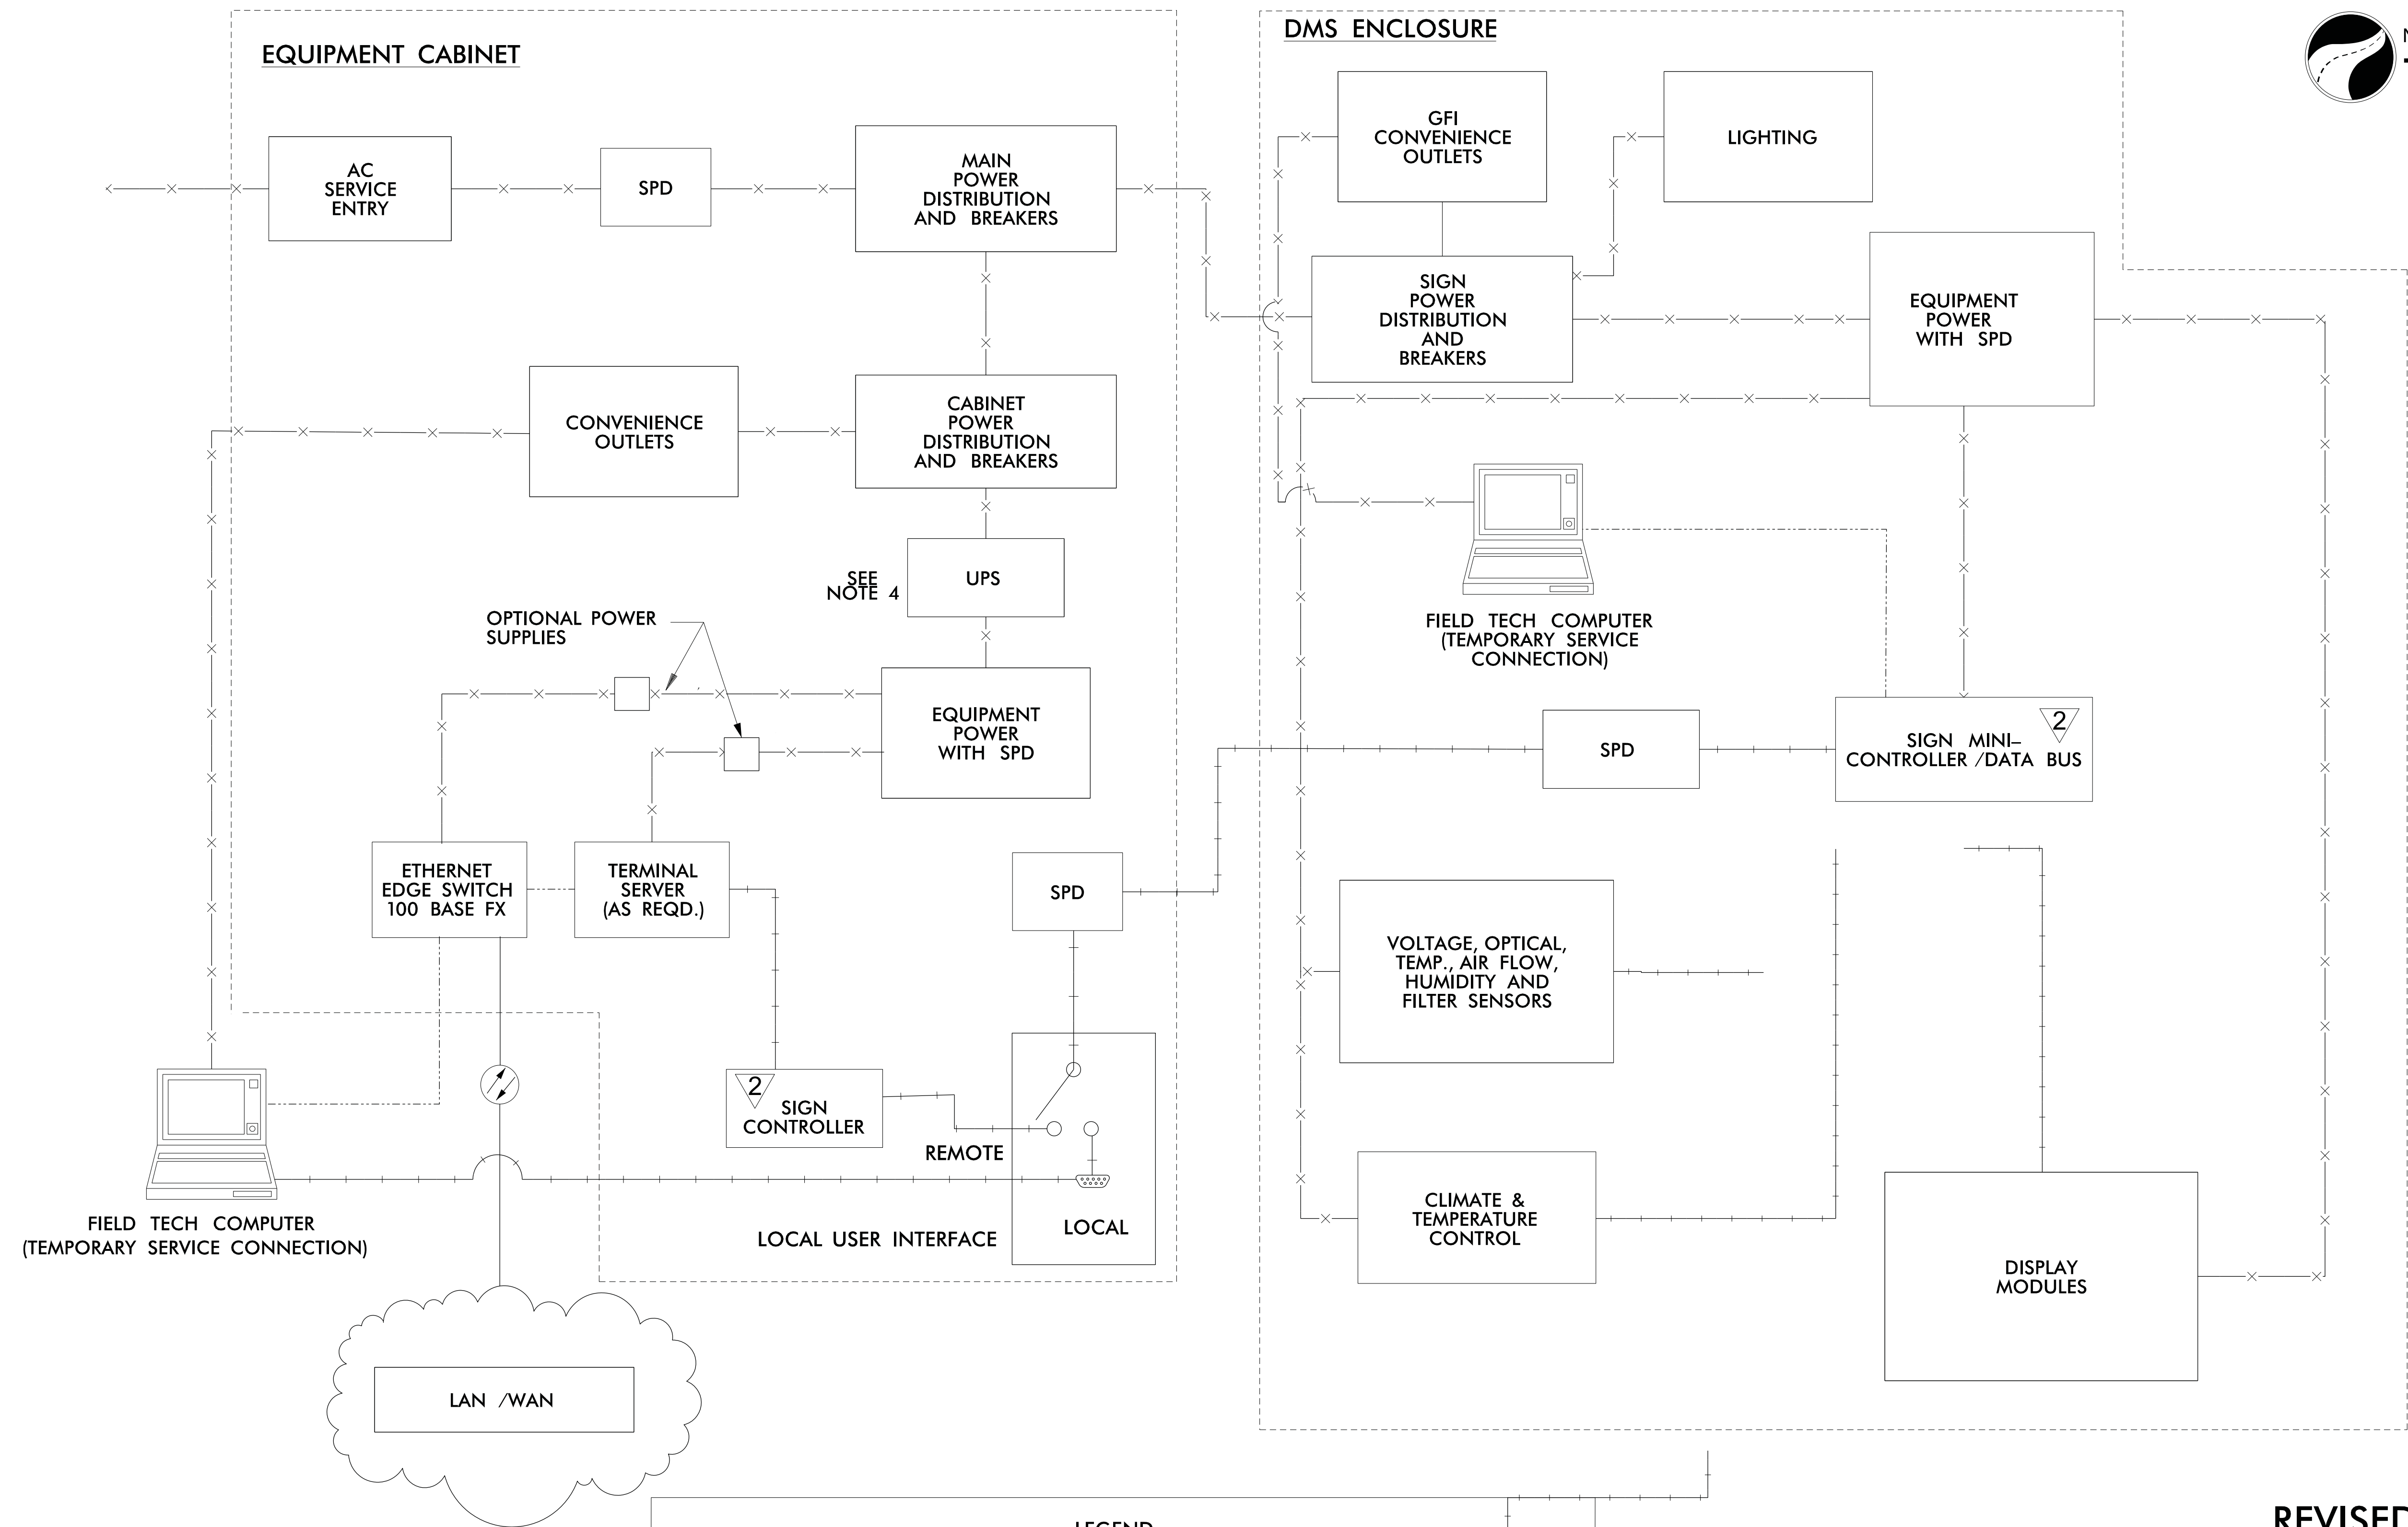 EQUIPMENT CABINET
DMS ENCLOSURE
AC
SERVICE
ENTRY
SPD
MAIN
POWER
DISTRIBUTION
AND BREAKERS
GFI
CONVENIENCE
OUTLETS
LIGHTING
SIGN
POWER
DISTRIBUTION
AND
BREAKERS
EQUIPMENT
POWER
WITH SPD
CONVENIENCE
OUTLETS
CABINET
POWER
DISTRIBUTION
AND BREAKERS
SEE
NOTE 4
UPS
OPTIONAL POWER
SUPPLIES
FIELD TECH COMPUTER
(TEMPORARY SERVICE
CONNECTION)
EQUIPMENT
POWER
WITH SPD
SPD
2
SIGN MINI–
CONTROLLER /DATA BUS
ETHERNET
EDGE SWITCH
100 BASE FX
TERMINAL
SERVER
(AS REQD.)
SPD
VOLTAGE, OPTICAL,
TEMP., AIR FLOW,
HUMIDITY AND
FILTER SENSORS
2
SIGN
CONTROLLER
REMOTE
LOCAL
LOCAL USER INTERFACE
FIELD TECH COMPUTER
(TEMPORARY SERVICE CONNECTION)
CLIMATE &
TEMPERATURE
CONTROL
DISPLAY
MODULES
LAN /WAN
LEGEND
REVISED